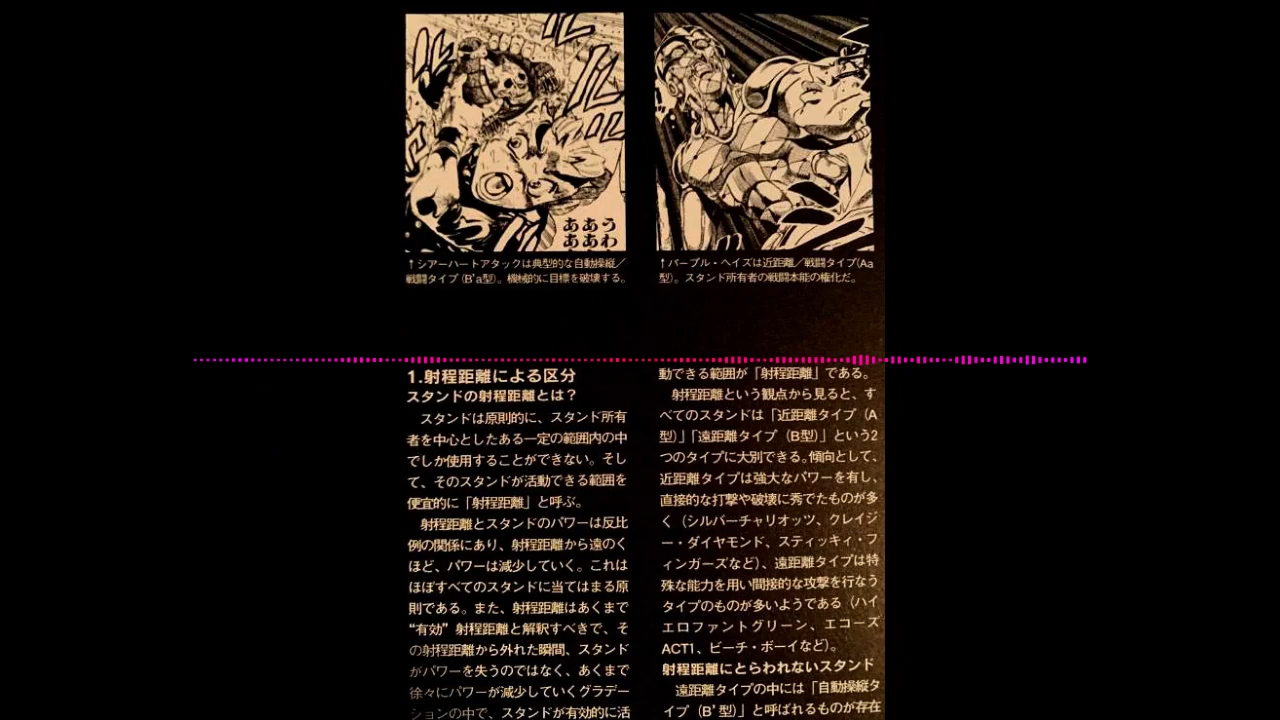 ル
ル
ル
うわ
ああ
ああ
↑シアーハートアタックは典型的な自動操縦／
戦闘タイプ（B'a型）。機械的に目標を破壊する。
↑パープル・ヘイズは近距離／戦闘タイプ(Aa
型）。スタンド所有者の戦闘本能の権化だ。
1.射程距離による区分
スタンドの射程距離とは？
スタンドは原則的に、スタンド所有
者を中心としたある一定の範囲内の中
でしか使用することができない。そし
て、そのスタンドが活動できる範囲を
便宜的に「射程距離」と呼ぶ。
射程距離とスタンドのパワーは反比
例の関係にあり、射程距離から遠のく
ほど、パワーは減少していく。これは
ほぼすべてのスタンドに当てはまる原
則である。また、射程距離はあくまで
“有効”射程距離と解釈すべきで、そ
の射程距離から外れた瞬間、スタンド
がパワーを失うのではなく、あくまで
徐々にパワーが減少していくグラデー
ションの中で、スタンドが有効的に活
動できる範囲が「射程距離」である。
射程距離という観点から見ると、す
べてのスタンドは「近距離タイプ（A
型）」「遠距離タイプ（B型）」という2
つのタイプに大別できる。傾向として、
近距離タイプは強大なパワーを有し、
直接的な打撃や破壊に秀でたものが多
く（シルバーチャリオッツ、クレイジ
ー・ダイヤモンド、スティッキィ・フ
ィンガーズなど）、遠距離タイプは特
殊な能力を用い間接的な攻撃を行なう
タイプのものが多いようである（ハイ
エロファントグリーン、エコーズ
ACT1、ビーチ・ボーイなど）。
射程距離にとらわれないスタンド
遠距離タイプの中には「自動操縦タ
イプ（B'型）」と呼ばれるものが存在